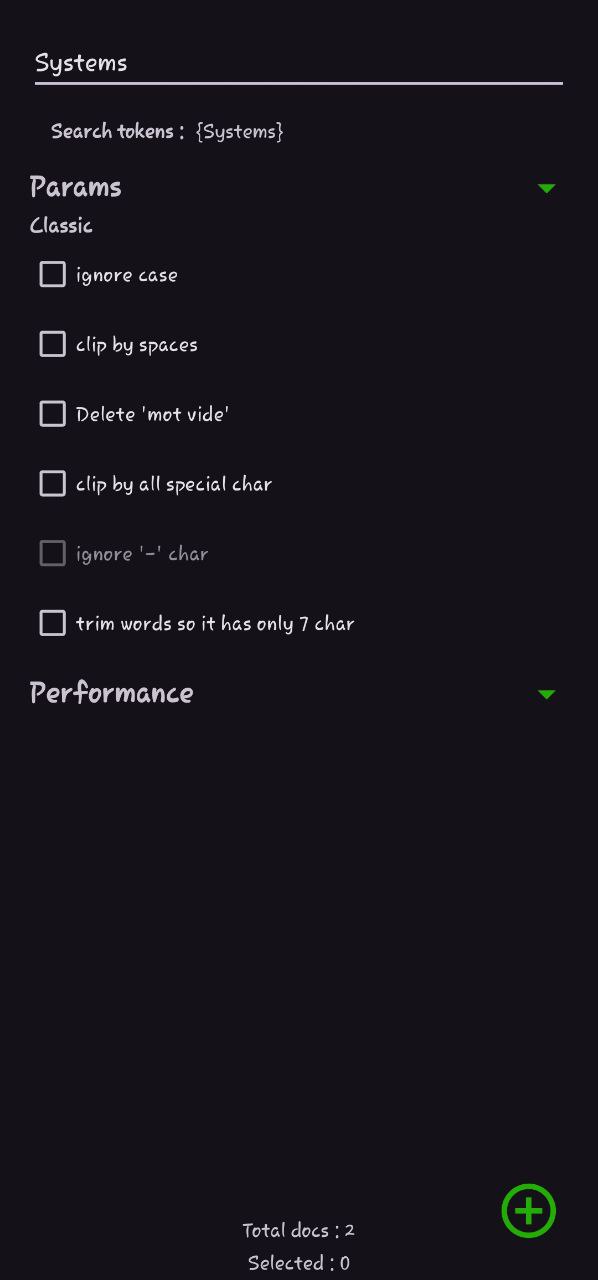 Systems
Search tokens : {Systems}
Params
Classic
ignore case
clip by spaces
Delete 'mot vide'
clip by all special char
ignore '-' char
trim words so it has only 7 char
Performance
Total docs : 2
Selected : 0